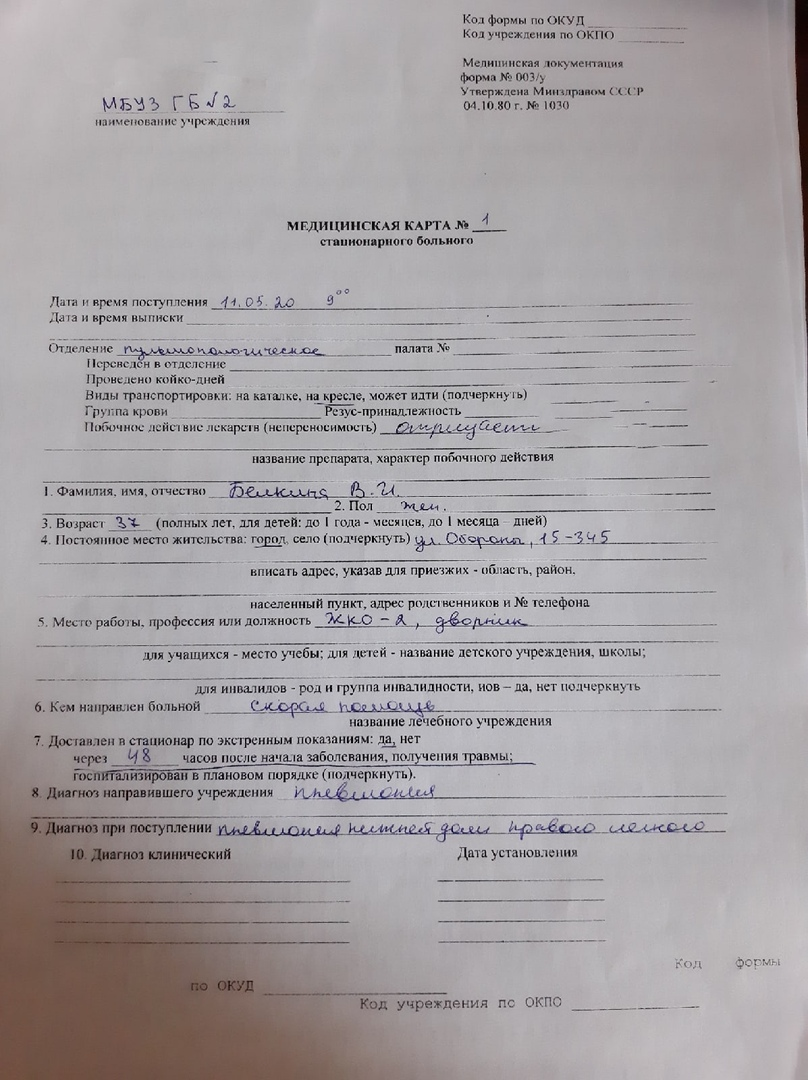 Код формы по ОКУД
Код учреждения по ОКПО
Медицинская документация
форма № 003/у
Утверждена Минздравом СССР
04.10.80 г. № 1030
МБУЗ ГБ√2
наименование учреждения
МЕДИЦИНСКАЯ КАРТА № 1
стационарного больного
Дата и время поступления 11.05.20 9⁰⁰
Дата и время выписки
Отделение пульмонологическое палата №
Переведен в отделение
Проведено койко-дней
Виды транспортировки: на каталке, на кресле, может идти (подчеркнуть)
Группа крови Резус-принадлежность
Побочное действие лекарств (непереносимость) отрицает
название препарата, характер побочного действия
1. Фамилия, имя, отчество Белкина В.И.
2. Пол жен.
3. Возраст 37 (полных лет, для детей: до 1 года - месяцев, до 1 месяца – дней)
4. Постоянное место жительства: город, село (подчеркнуть) ул. Обороны, 15-345
вписать адрес, указав для приезжих - область, район,
населенный пункт, адрес родственников и № телефона
5. Место работы, профессия или должность ЖКО-2, дворник
для учащихся - место учебы; для детей - название детского учреждения, школы;
для инвалидов - род и группа инвалидности, иов – да, нет подчеркнуть
6. Кем направлен больной Скорая помощь
название лечебного учреждения
7. Доставлен в стационар по экстренным показаниям: да, нет
через 48 часов после начала заболевания, получения травмы;
госпитализирован в плановом порядке (подчеркнуть).
8. Диагноз направившего учреждения пневмония
9. Диагноз при поступлении пневмония нижней доли правого легкого
10. Диагноз клинический Дата установления
Код формы
по ОКУД
Код учреждения по ОКПО